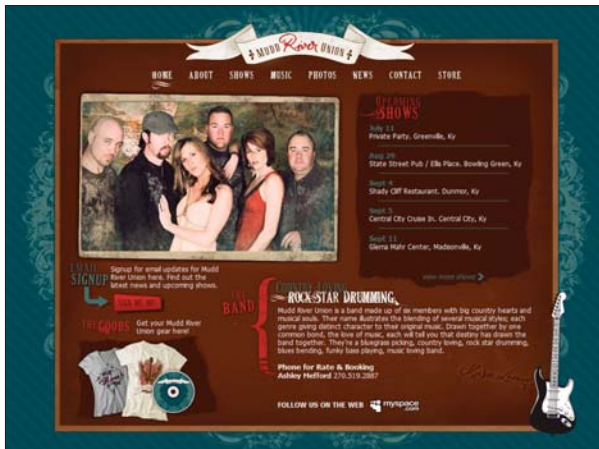 MUDD River UNION
HOME ABOUT SHOWS MUSIC PHOTOS NEWS CONTACT STORE
UPCOMING
SHOWS
July 11
Private Party. Greenville, Ky
Aug 29
State Street Pub / Ellis Place. Bowling Green, Ky
Sept 4
Shady Cliff Restaurant. Dunmor, Ky
Sept 5
Central City Cruise In. Central City, Ky
Sept 11
Glema Mahr Center, Madsonville, Ky
view more shows
EMAIL
SIGNUP
Signup for email updates for Mudd
River Union here. Find out the
latest news and upcoming shows.
SIGN ME UP!
THE GOODS
Get your Mudd River
Union gear here!
THE
BAND
COUNTRY LOVING
ROCK STAR DRUMMING,
Mudd River Union is a band made up of six members with big country hearts and
musical souls. Their name illustrates the blending of several musical styles; each
genre giving distinct character to their original music. Drawn together by one
common bond, the love of music, each will tell you that destiny has drawn the
band together. They're a bluegrass picking, country loving, rock star drumming,
blues bending, funky bass playing, music loving band.
Phone for Rate & Booking
Ashley Hefford 270.519.2887
FOLLOW US ON THE WEB myspace.com